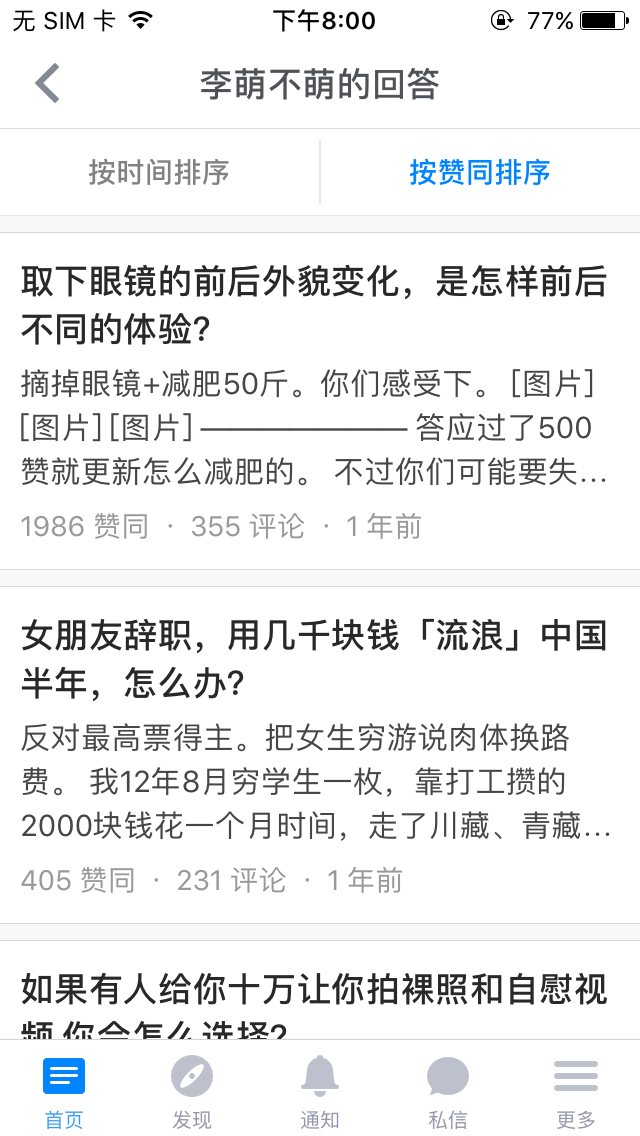 无 SIM 卡 下午8:00 77%
李萌不萌的回答
按时间排序 按赞同排序
取下眼镜的前后外貌变化，是怎样前后
不同的体验?
摘掉眼镜+减肥50斤。你们感受下。[图片]
[图片][图片]——————— 答应过了500
赞就更新怎么减肥的。 不过你们可能要失...
1986 赞同 · 355 评论 · 1 年前
女朋友辞职，用几千块钱「流浪」中国
半年，怎么办?
反对最高票得主。把女生穷游说肉体换路
费。 我12年8月穷学生一枚，靠打工攒的
2000块钱花一个月时间，走了川藏、青藏...
405 赞同 · 231 评论 · 1 年前
如果有人给你十万让你拍裸照和自慰视
频,你会怎么选择?
首页 发现 通知 私信 更多